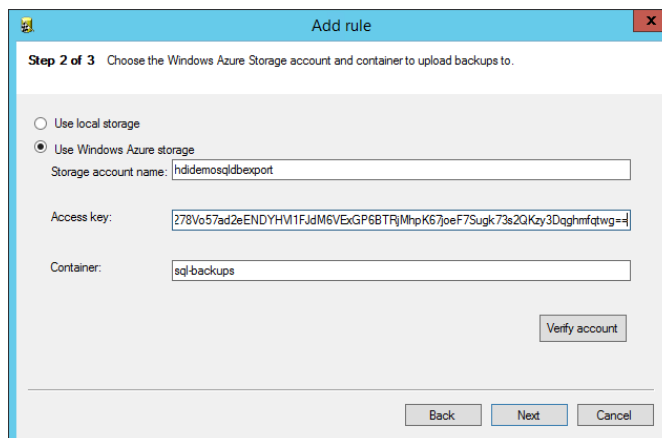 Add rule
x
Step 2 of 3 Choose the Windows Azure Storage account and container to upload backups to.
Use local storage
Use Windows Azure storage
Storage account name: hdidemosqldbexport
Access key: 278Vo57ad2eENDYHVl1FJdM6VExGP6BTRjMhpK67joeF7Sugk73s2QKzy3Dqghmfqtwg==
Container: sql-backups
Verify account
Back Next Cancel